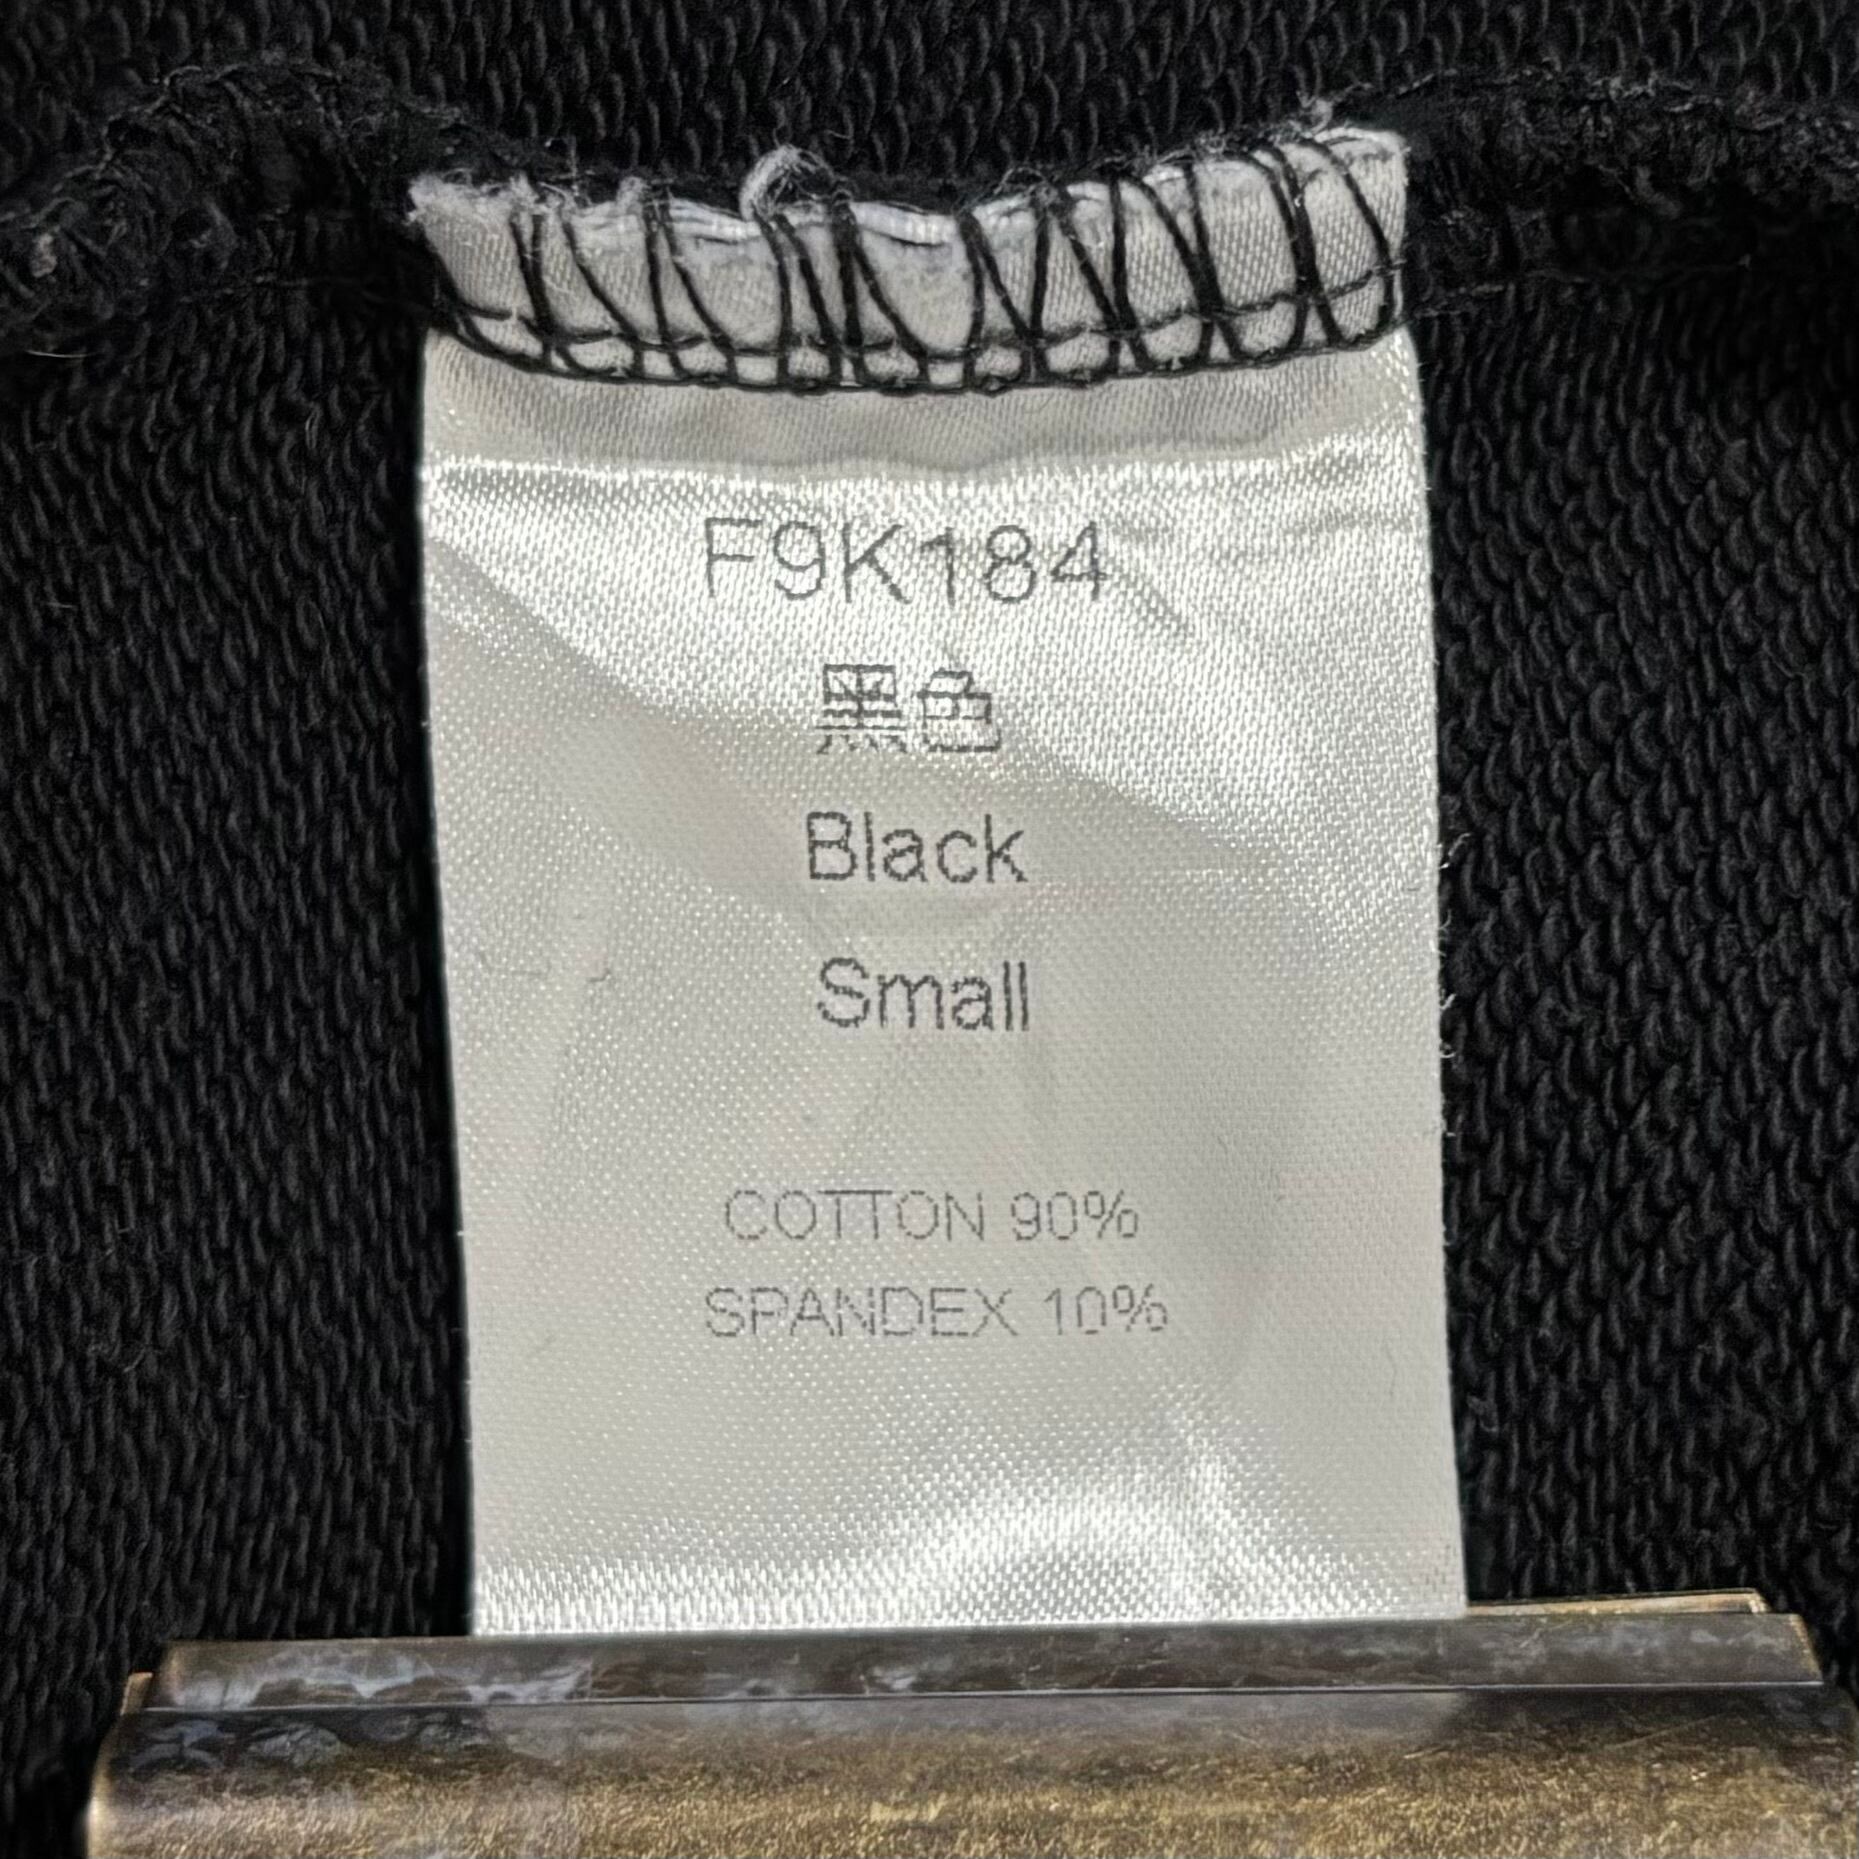 F9K184
黑色
Black
Small
COTTON 90%
SPANDEX 10%